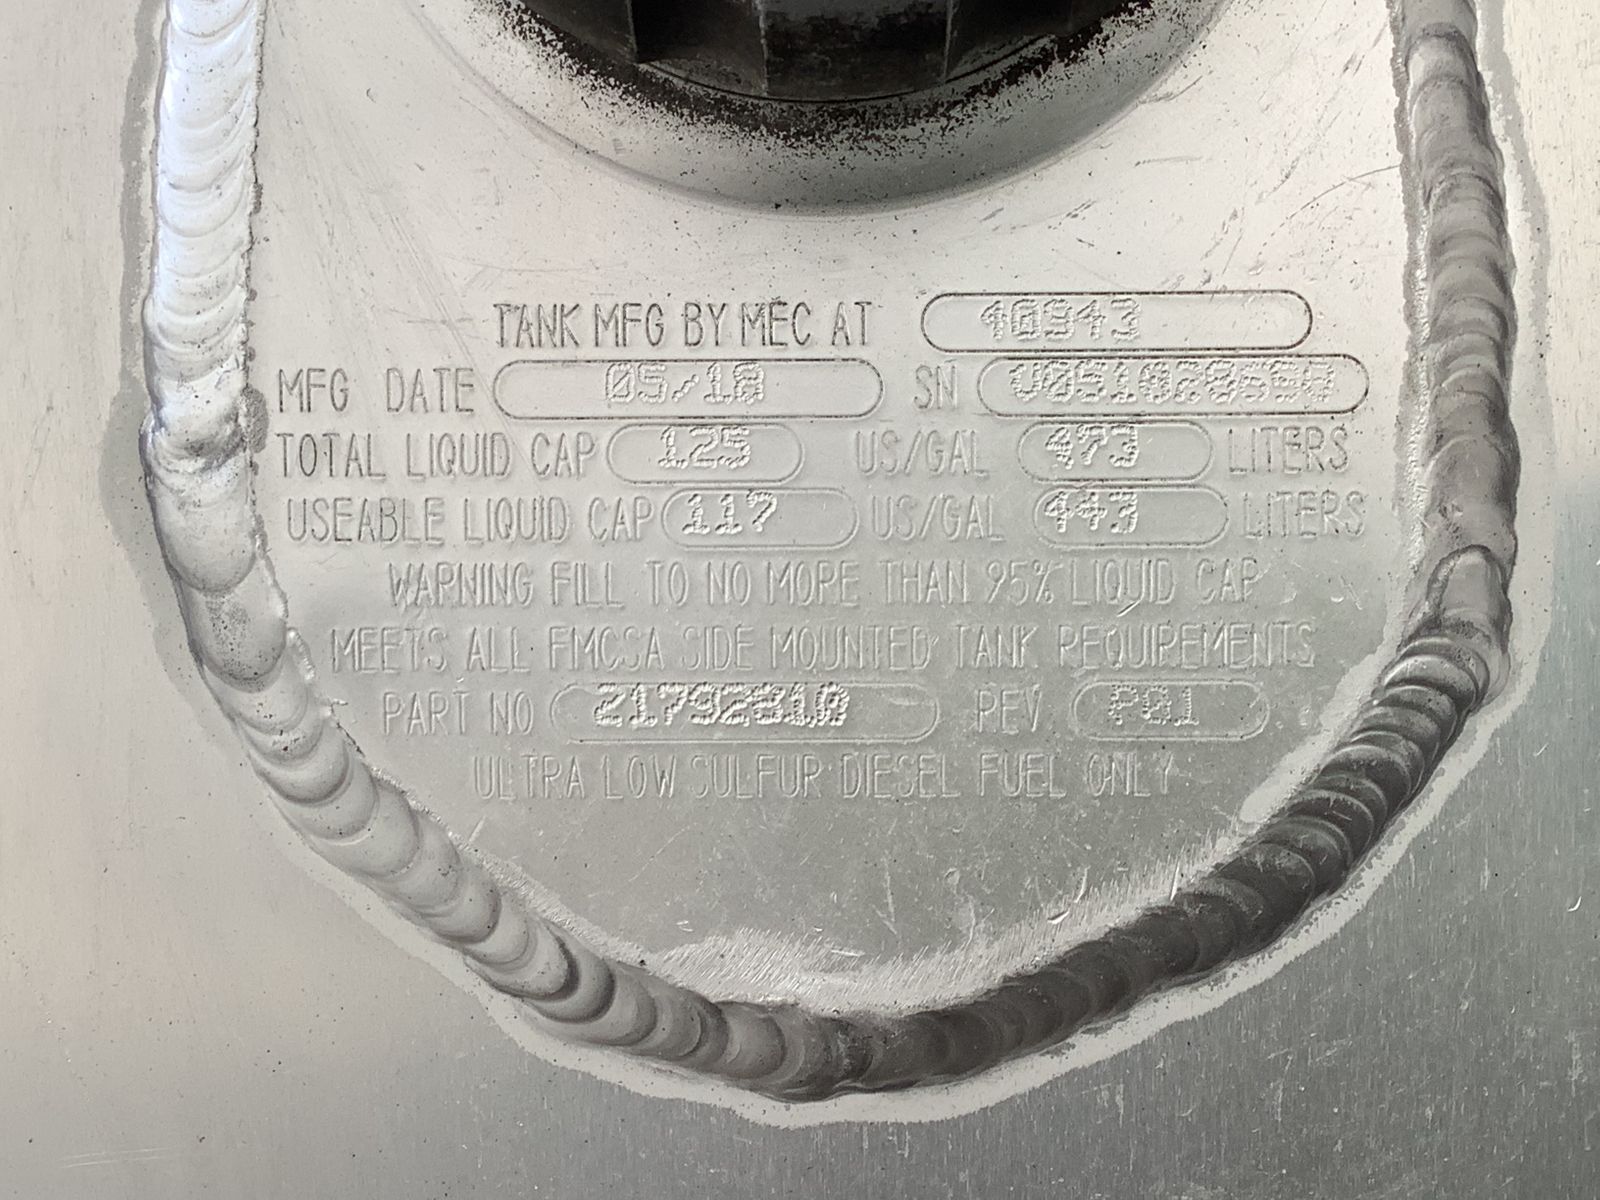 TANK MFG BY MEC AT 40943
MFG DATE 05/18 SN
TOTAL LIQUID CAP 125 US/GAL 473 LITERS
USEABLE LIQUID CAP 117 US/GAL 443 LITERS
WARNING FILL TO NO MORE THAN 95% LIQUID CAP
MEETS ALL FMCSA SIDE MOUNTED TANK REQUIREMENTS
PART NO 21792810 REV P01
ULTRA LOW SULFUR DIESEL FUEL ONLY